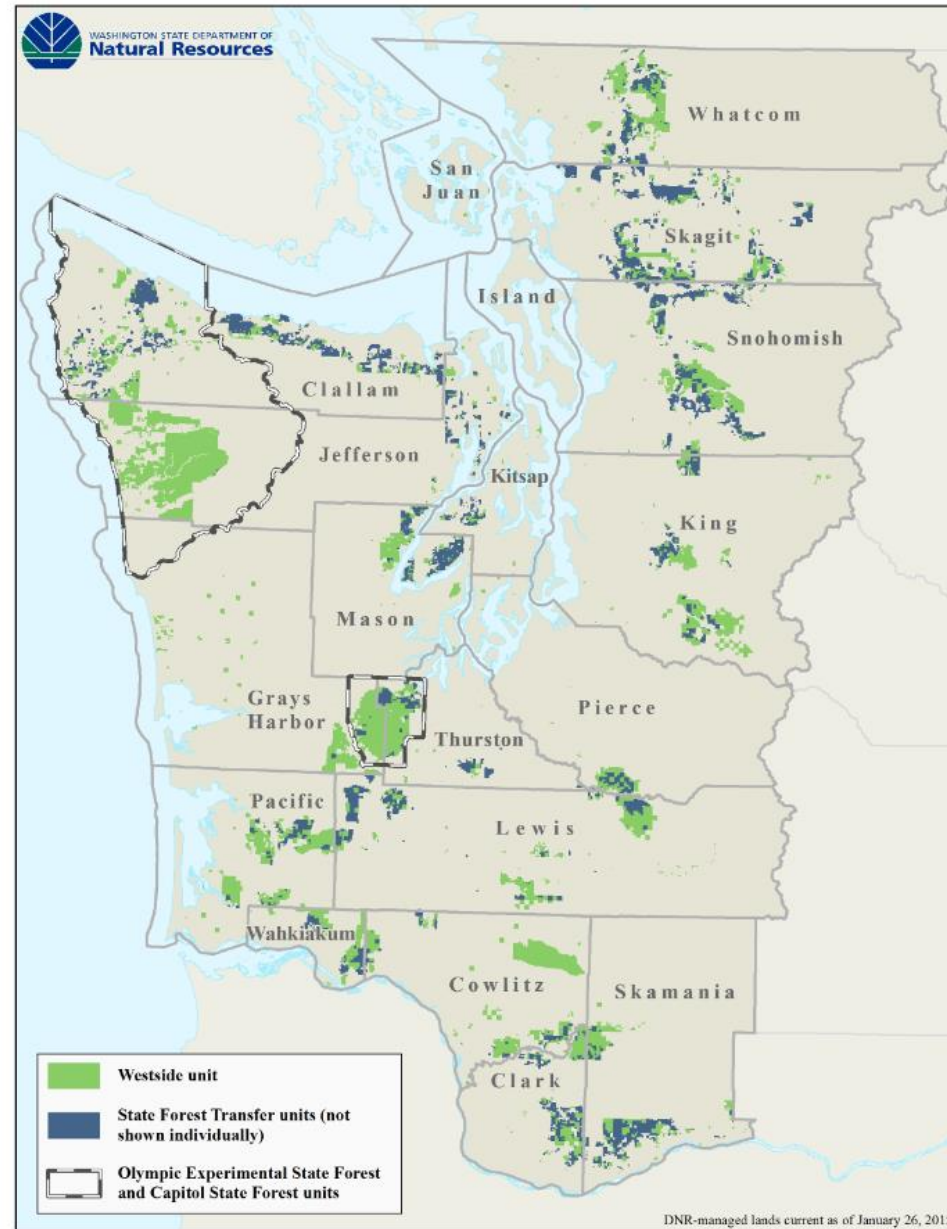 WASHINGTON STATE DEPARTMENT OF
Natural Resources
Whatcom
San
Juan
Skagit
Island
Snohomish
Clallam
Jefferson
Kitsap
King
Mason
Grays
Harbor
Pierce
Thurston
Pacific
Lewis
Wahkiakum
Cowlitz
Skamania
Clark
Westside unit
State Forest Transfer units (not
shown individually)
Olympic Experimental State Forest
and Capitol State Forest units
DNR-managed lands current as of January 26, 201